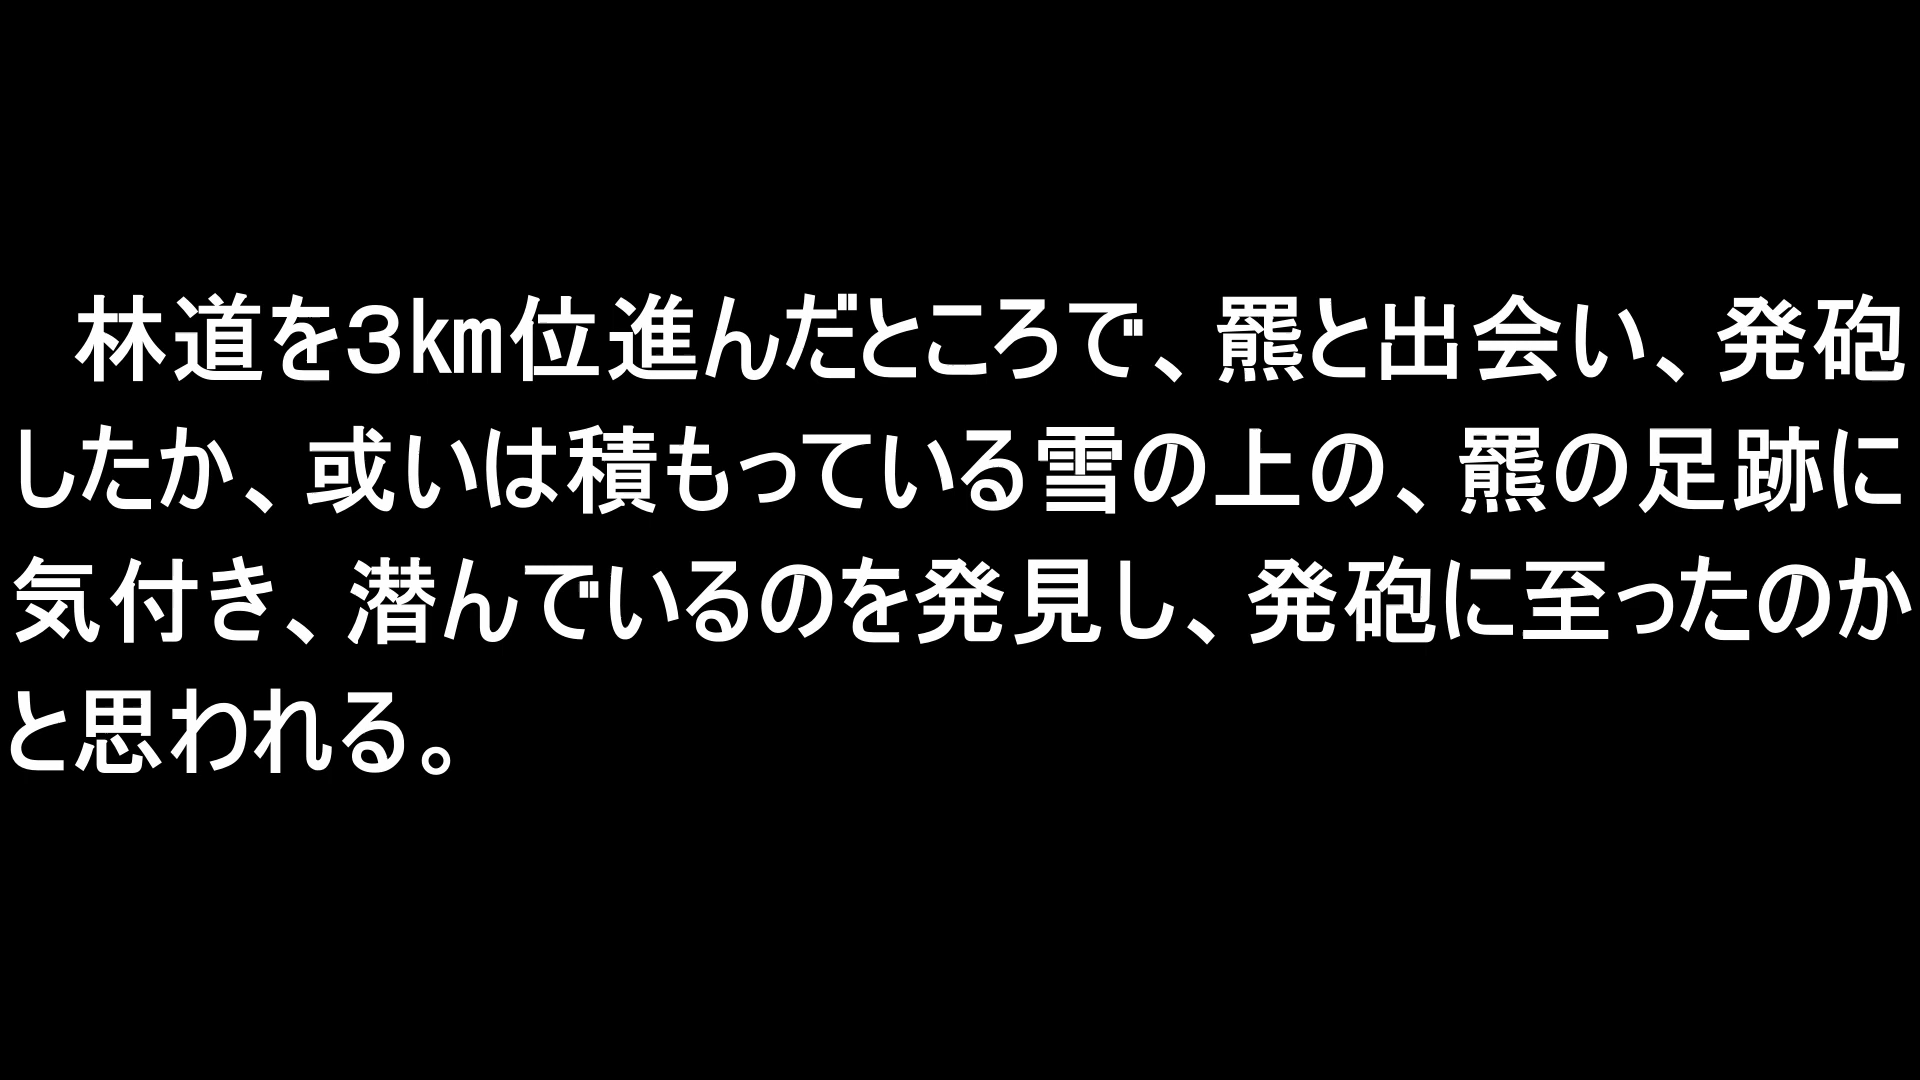 林道を3km位進んだところで、羆と出会い、発砲
したか、或いは積もっている雪の上の、羆の足跡に
気付き、潜んでいるのを発見し、発砲に至ったのか
と思われる。